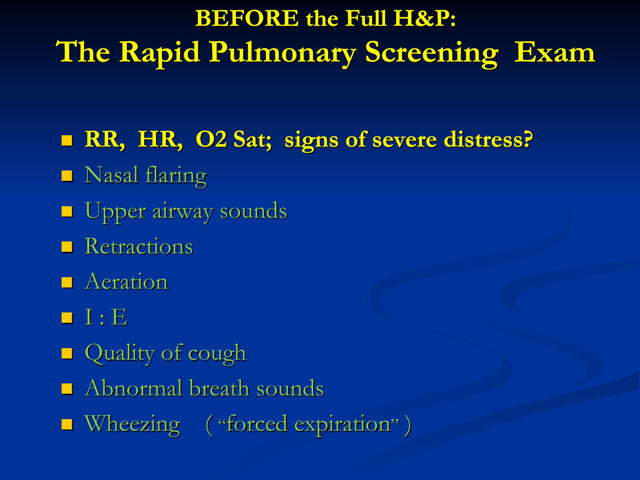 BEFORE the Full H&P:
The Rapid Pulmonary Screening Exam
RR, HR, O2 Sat; signs of severe distress?
Nasal flaring
Upper airway sounds
Retractions
Aeration
I : E
Quality of cough
Abnormal breath sounds
Wheezing ( “forced expiration” )